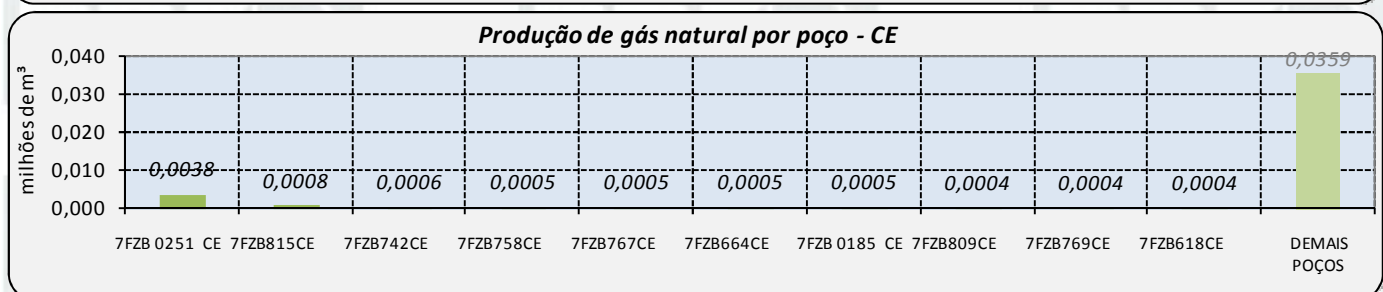 Produção de gás natural por poço - CE
milhões de m³
0,040
0,030
0,020
0,010
0,000
0,0038
0,0008
0,0006
0,0005
0,0005
0,0005
0,0005
0,0004
0,0004
0,0004
0,0359
7FZB 0251 CE
7FZB815CE
7FZB742CE
7FZB758CE
7FZB767CE
7FZB664CE
7FZB 0185 CE
7FZB809CE
7FZB769CE
7FZB618CE
DEMAIS
POÇOS